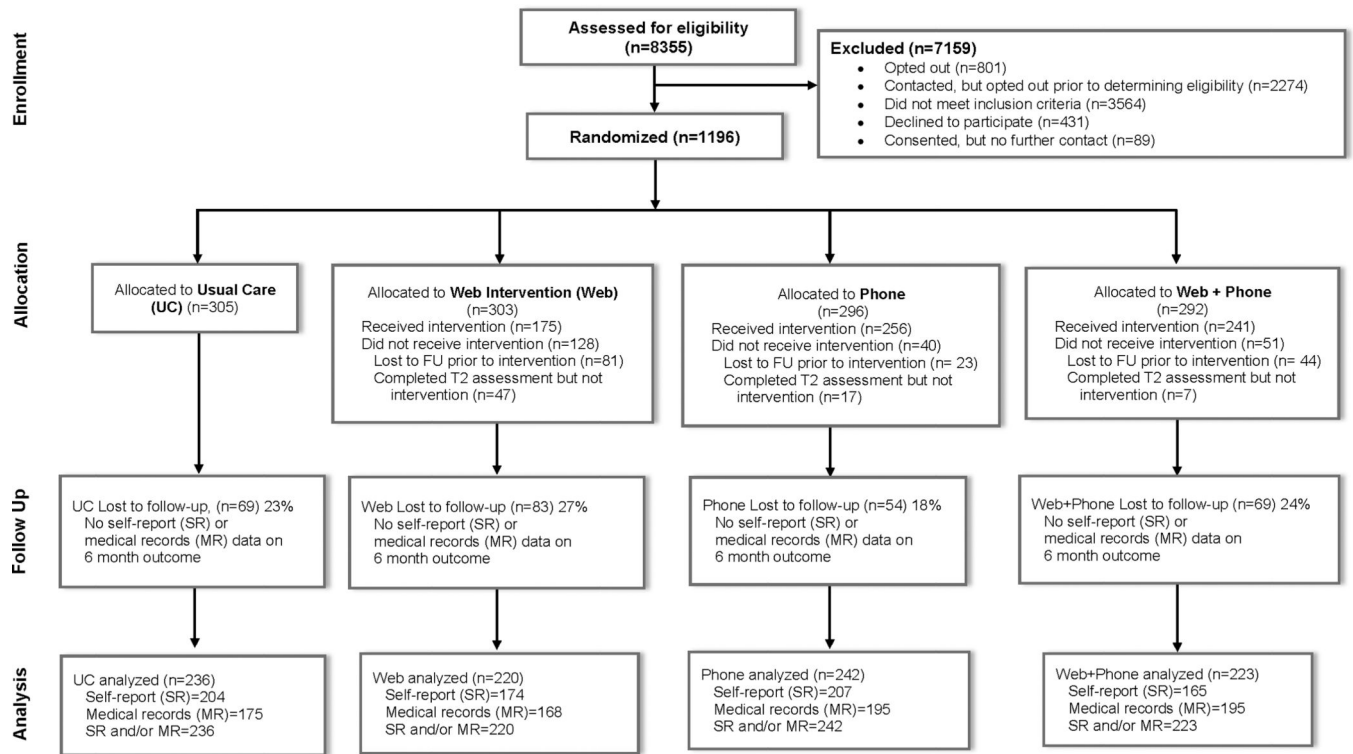 Enrollment
Assessed for eligibility
(n=8355)
Excluded (n=7159)
• Opted out (n=801)
• Contacted, but opted out prior to determining eligibility (n=2274)
• Did not meet inclusion criteria (n=3564)
• Declined to participate (n=431)
• Consented, but no further contact (n=89)
Randomized (n=1196)
Allocation
Allocated to Usual Care
(UC) (n=305)
Allocated to Web Intervention (Web)
(n=303)
Received intervention (n=175)
Did not receive intervention (n=128)
Lost to FU prior to intervention (n=81)
Completed T2 assessment but not
intervention (n=47)
Allocated to Phone
(n=296)
Received intervention (n=256)
Did not receive intervention (n=40)
Lost to FU prior to intervention (n= 23)
Completed T2 assessment but not
intervention (n=17)
Allocated to Web + Phone
(n=292)
Received intervention (n=241)
Did not receive intervention (n=51)
Lost to FU prior to intervention (n= 44)
Completed T2 assessment but not
intervention (n=7)
Follow Up
UC Lost to follow-up, (n=69) 23%
No self-report (SR) or
medical records (MR) data on
6 month outcome
Web Lost to follow-up (n=83) 27%
No self-report (SR) or
medical records (MR) data on
6 month outcome
Phone Lost to follow-up (n=54) 18%
No self-report (SR) or
medical records (MR) data on
6 month outcome
Web+Phone Lost to follow-up (n=69) 24%
No self-report (SR) or
medical records (MR) data on
6 month outcome
Analysis
UC analyzed (n=236)
Self-report (SR)=204
Medical records (MR)=175
SR and/or MR=236
Web analyzed (n=220)
Self-report (SR)=174
Medical records (MR)=168
SR and/or MR=220
Phone analyzed (n=242)
Self-report (SR)=207
Medical records (MR)=195
SR and/or MR=242
Web+Phone analyzed (n=223)
Self-report (SR)=165
Medical records (MR)=195
SR and/or MR=223